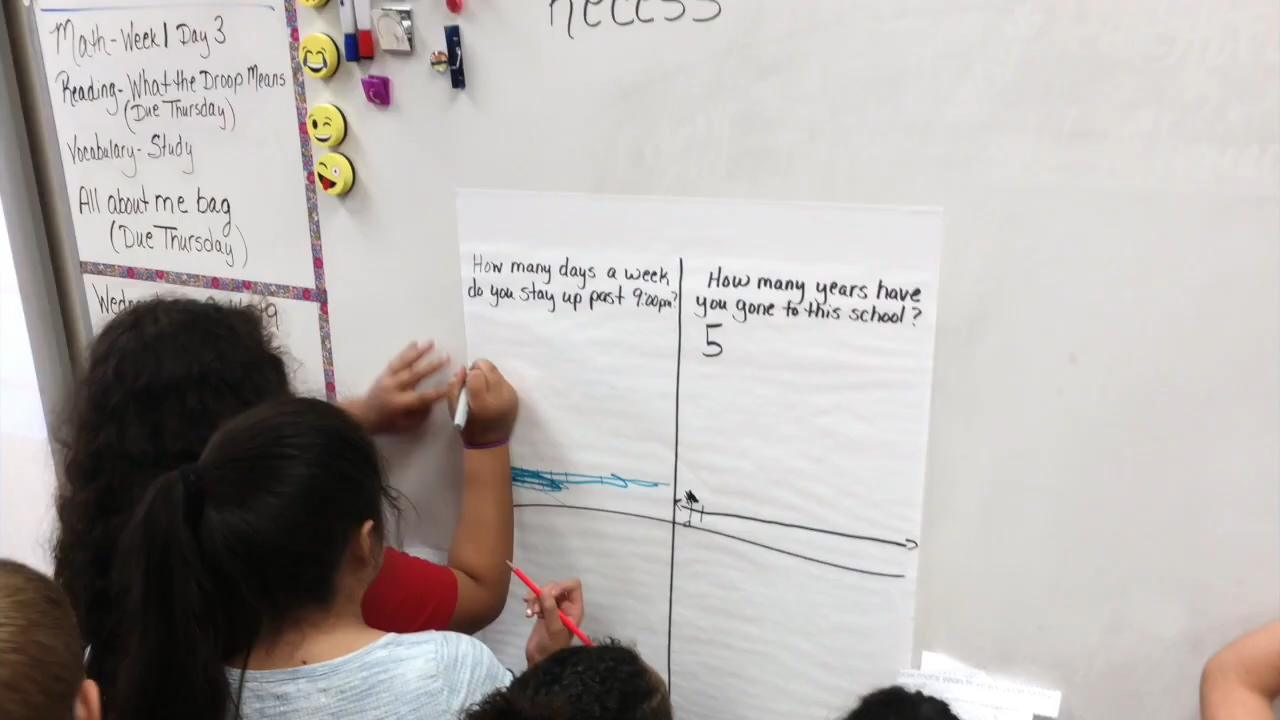 necess
Math-Week 1 Day 3
Reading-What the Droop Means
(Due Thursday)
Vocabulary-Study
All about me bag
(Due Thursday)
How many days a week
do you stay up past 9:00pm?
How many years have
you gone to this school?
5